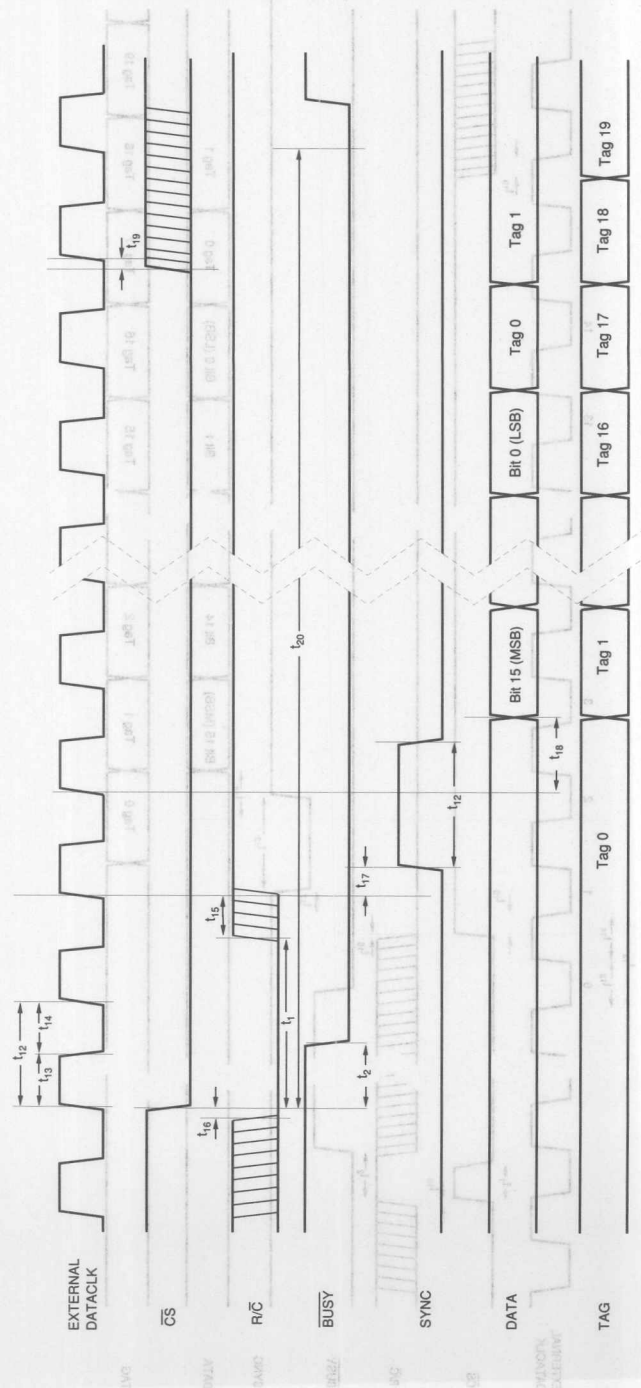 EXTERNAL
DATACLK
t12
t13
t14
CS
t19
R/C
t16
t1
t15
BUSY
t2
t20
SYNC
t17
t12
DATA
t18
Bit 15 (MSB)
Bit 0 (LSB)
Tag 0
Tag 1
TAG
Tag 0
Tag 1
Tag 16
Tag 17
Tag 18
Tag 19